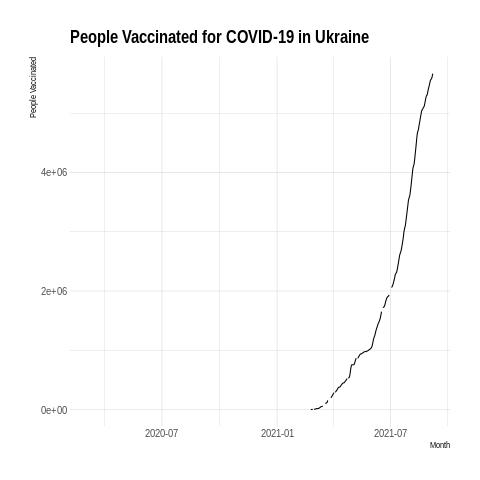 People Vaccinated for COVID-19 in Ukraine
People Vaccinated
4e+06
2e+06
0e+00
2020-07 2021-01 2021-07
Month